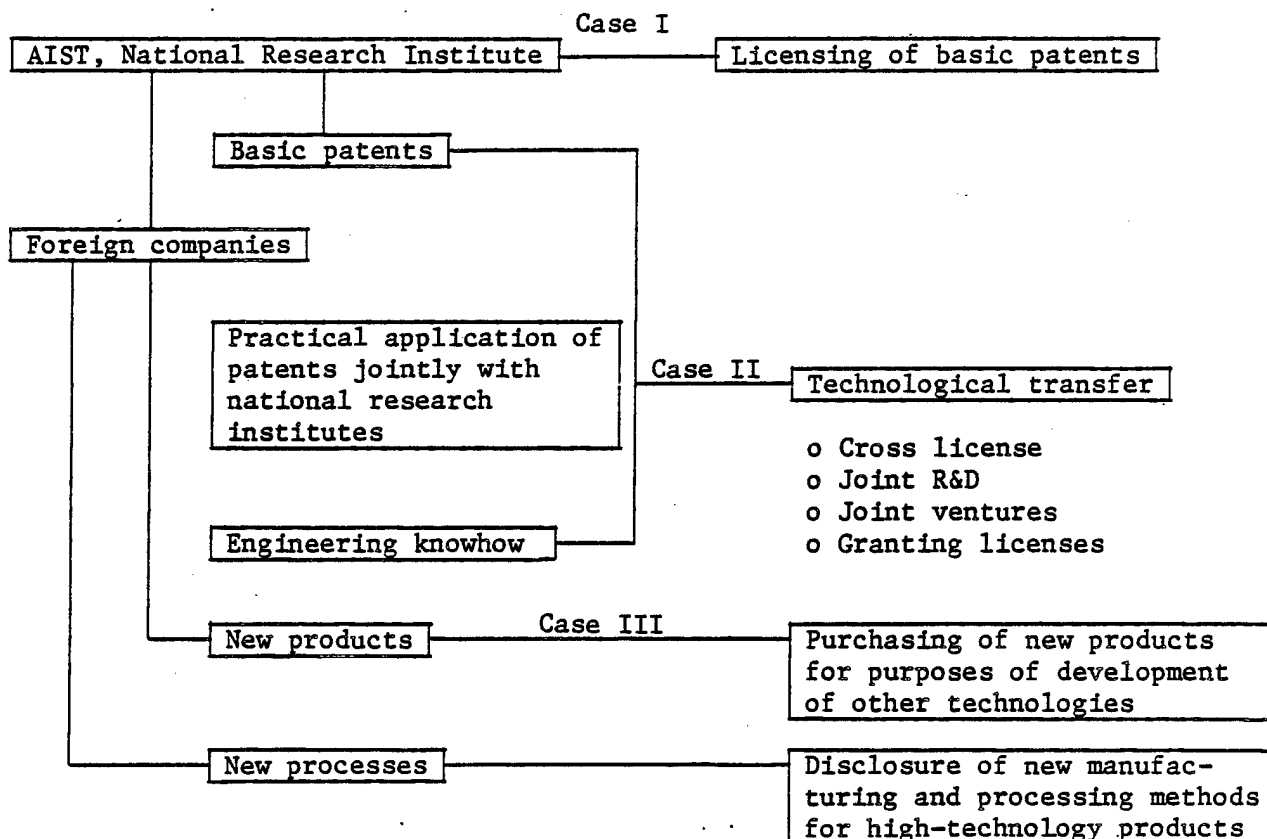 Case I
AIST, National Research Institute
Licensing of basic patents
Basic patents
Foreign companies
Practical application of
patents jointly with
national research
institutes
Case II
Technological transfer
o Cross license
o Joint R&D
o Joint ventures
o Granting licenses
Engineering knowhow
New products
Case III
Purchasing of new products
for purposes of development
of other technologies
New processes
Disclosure of new manufac-
turing and processing methods
for high-technology products